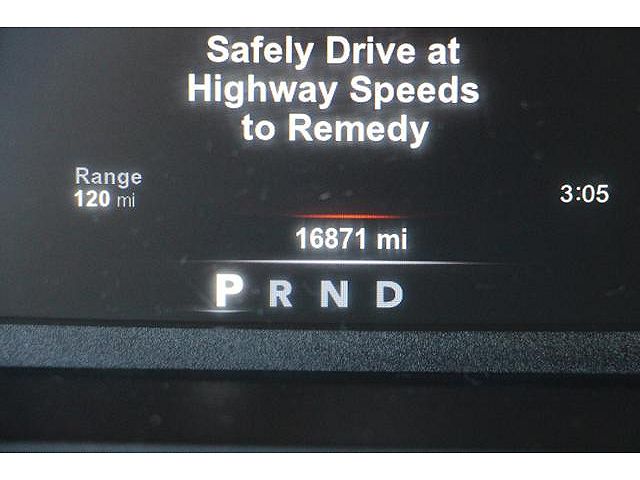 Safely Drive at
Highway Speeds
to Remedy
Range
120 mi
3:05
16871 mi
P R N D